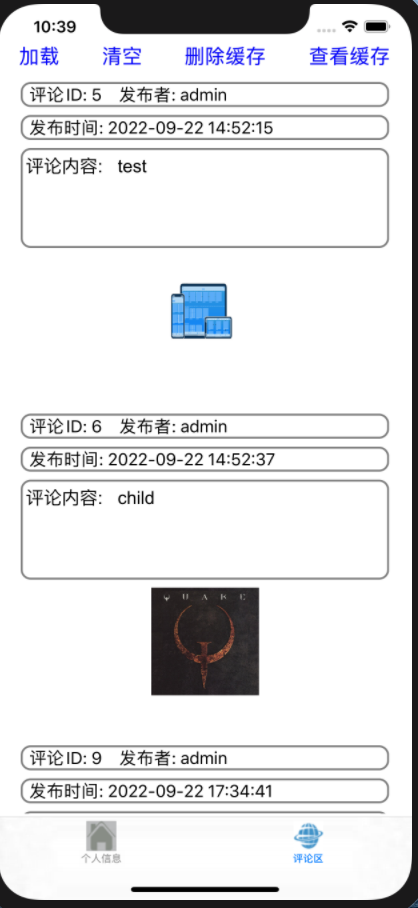 10:39
加载 清空 删除缓存 查看缓存
评论ID: 5 发布者: admin
发布时间: 2022-09-22 14:52:15
评论内容: test
评论ID: 6 发布者: admin
发布时间: 2022-09-22 14:52:37
评论内容: child
QUAKE
评论ID: 9 发布者: admin
发布时间: 2022-09-22 17:34:41
个人信息 评论区